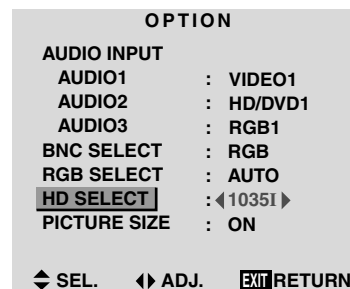 OPTION
AUDIO INPUT
AUDIO1 : VIDEO1
AUDIO2 : HD/DVD1
AUDIO3 : RGB1
BNC SELECT : RGB
RGB SELECT : AUTO
HD SELECT : 1035I
PICTURE SIZE : ON
SEL. ADJ. EXIT RETURN